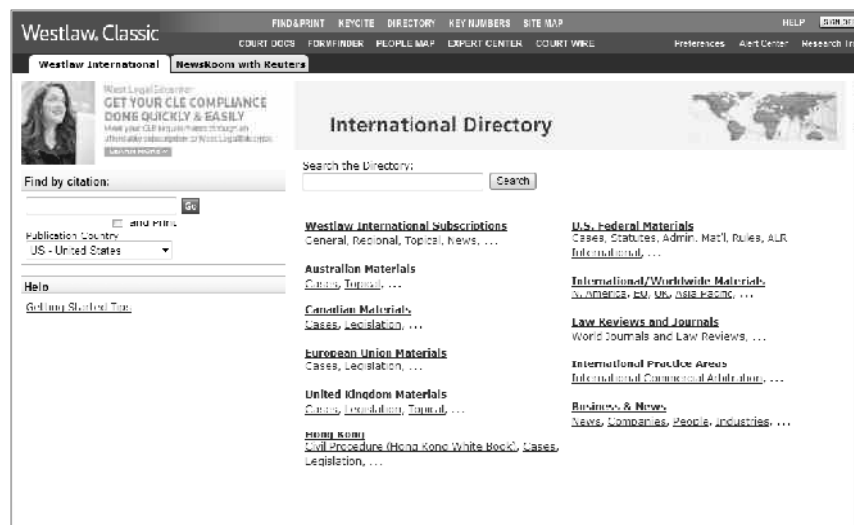 Westlaw. Classic
FIND&PRINT KEYCITE DIRECTORY KEY NUMBERS SITE MAP
HELP
COURT DOCS FORMFINDER PEOPLE MAP EXPERT CENTER COURT WIRE
Preferences Alert Center Research
Westlaw International NewsRoom with Reuters
GET YOUR CLE COMPLIANCE
DONE QUICKLY & EASILY
International Directory
Find by citation:
Go
and Print
Publication Country
US - United States
Help
Getting Started Tips
Search the Directory:
Search
Westlaw International Subscriptions
General, Regional, Topical, News, ...
Australian Materials
Cases, Topical, ...
Canadian Materials
Cases, Legislation, ...
European Union Materials
Cases, Legislation, ...
United Kingdom Materials
Cases, Legislation, Topical, ...
Hong Kong
Civil Procedure (Hong Kong White Book), Cases,
Legislation, ...
U.S. Federal Materials
Cases, Statutes, Admin. Mat'l, Rules, ALR
International, ...
International/Worldwide Materials
N. America, EU, UK, Asia Pacific, ...
Law Reviews and Journals
World Journals and Law Reviews, ...
International Practice Areas
International Commercial Arbitration, ...
Business & News
News, Companies, People, Industries, ...